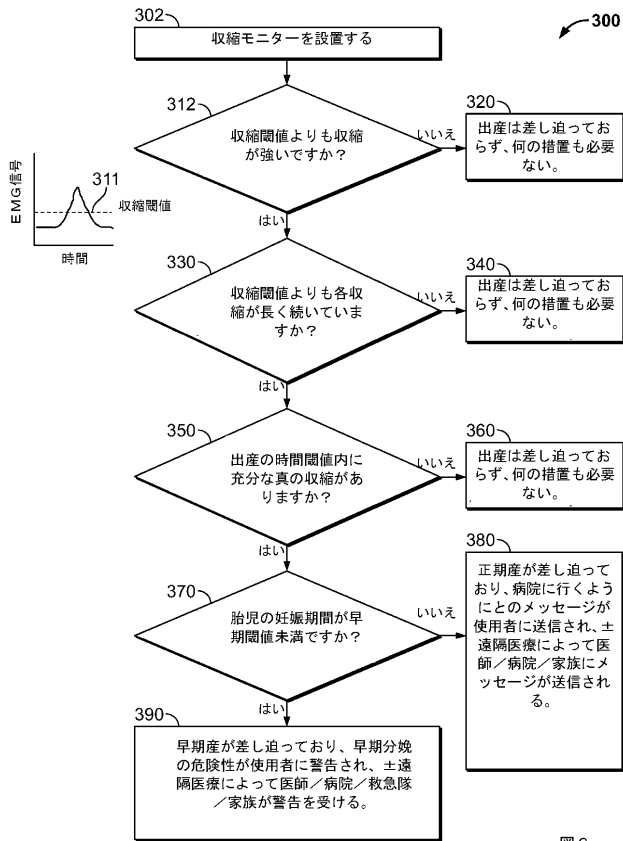 302
収縮モニターを設置する
300
312
収縮閾値よりも収縮
が強いですか？
いいえ
320
出産は差し迫ってお
らず、何の措置も必要
ない。
EMG信号
311
収縮閾値
時間
はい
330
収縮閾値よりも各収
縮が長く続いていま
すか？
いいえ
340
出産は差し迫ってお
らず、何の措置も必要
ない。
はい
350
出産の時間閾値内に
充分な真の収縮があ
りますか？
いいえ
360
出産は差し迫ってお
らず、何の措置も必要
ない。
はい
370
胎児の妊娠期間が早
期閾値未満ですか？
いいえ
380
正期産が差し迫って
おり、病院に行くよう
にとのメッセージが
使用者に送信され、±
遠隔医療によって医
師／病院／家族にメ
ッセージが送信され
る。
はい
390
早期産が差し迫っており、早期分娩
の危険性が使用者に警告され、±遠
隔医療によって医師／病院／救急隊
／家族が警告を受ける。